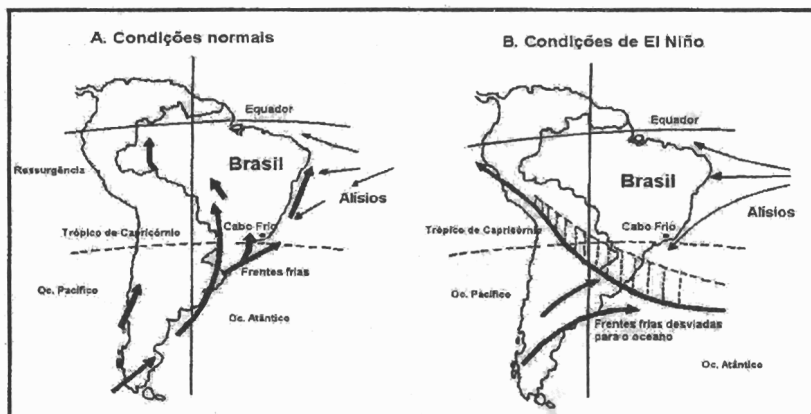 A. Condições normais
Equador
Ressurgência
Brasil
Alísios
Cabo Frio
Trópico de Capricórnio
Frentes frias
Oc. Pacífico
Oc. Atlântico
B. Condições de El Niño
Equador
Brasil
Alísios
Cabo Frio
Trópico de Capricórnio
Oc. Pacífico
Frentes frias desviadas
para o oceano
Oc. Atlântico